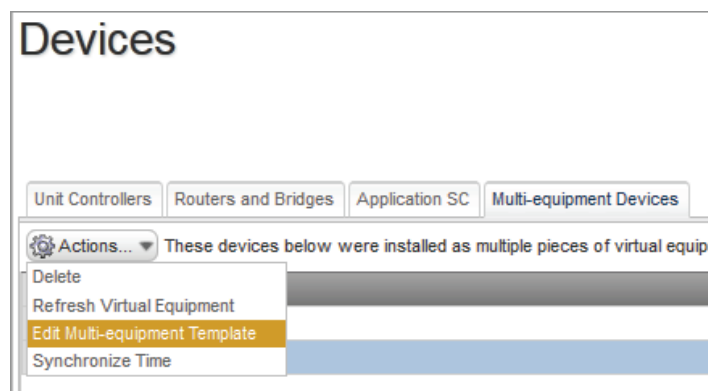 Devices
Unit Controllers Routers and Bridges Application SC Multi-equipment Devices
Actions... These devices below were installed as multiple pieces of virtual equip
Delete
Refresh Virtual Equipment
Edit Multi-equipment Template
Synchronize Time